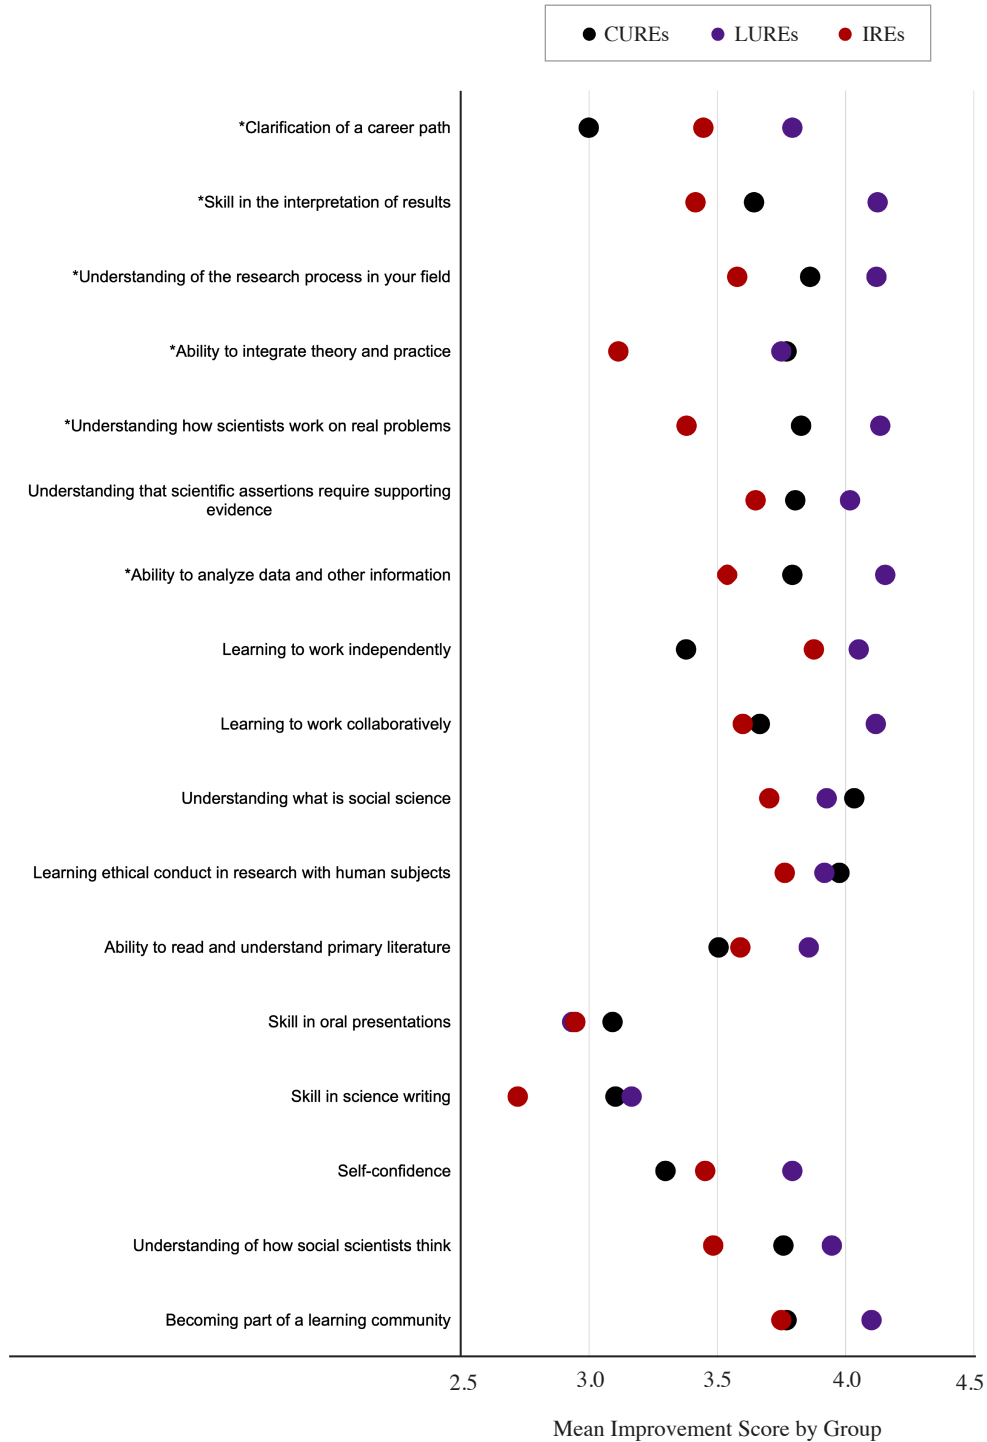 CUREs LUREs IREs
*Clarification of a career path
*Skill in the interpretation of results
*Understanding of the research process in your field
*Ability to integrate theory and practice
*Understanding how scientists work on real problems
Understanding that scientific assertions require supporting
evidence
*Ability to analyze data and other information
Learning to work independently
Learning to work collaboratively
Understanding what is social science
Learning ethical conduct in research with human subjects
Ability to read and understand primary literature
Skill in oral presentations
Skill in science writing
Self-confidence
Understanding of how social scientists think
Becoming part of a learning community
2.5 3.0 3.5 4.0 4.5
Mean Improvement Score by Group